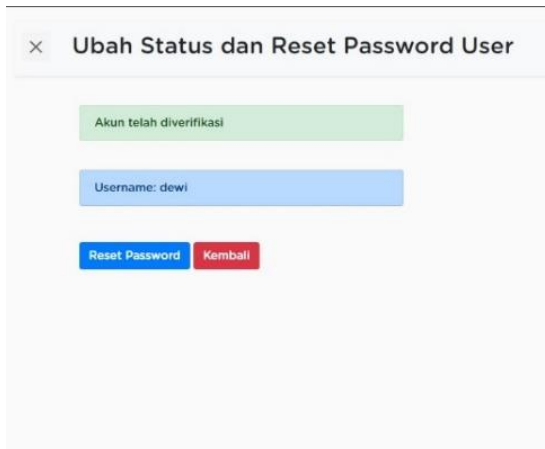 Ubah Status dan Reset Password User
Akun telah diverifikasi
Username: dewi
Reset Password Kembali